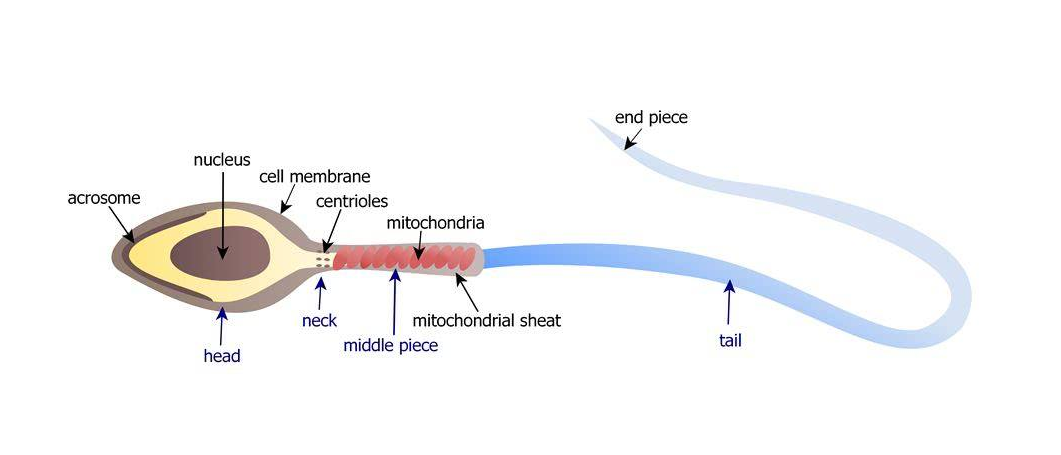 end piece
nucleus
cell membrane
acrosome
centrioles
mitochondria
neck
mitochondrial sheat
middle piece
tail
head